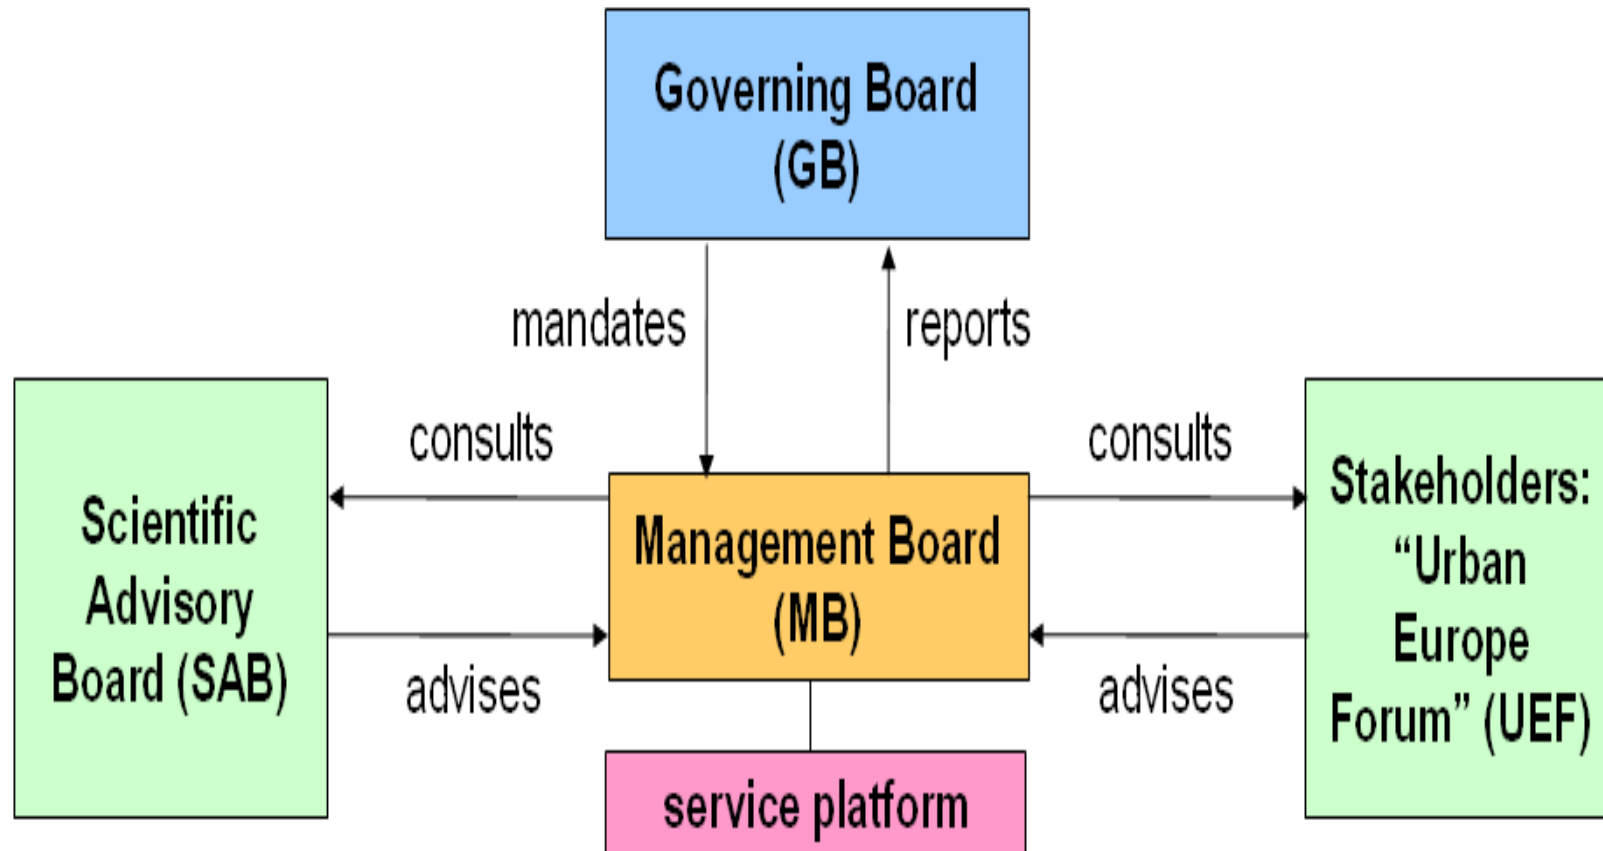 Governing Board
(GB)
mandates
reports
consults
consults
Scientific
Advisory
Board (SAB)
Management Board
(MB)
Stakeholders:
“Urban
Europe
Forum” (UEF)
advises
advises
service platform